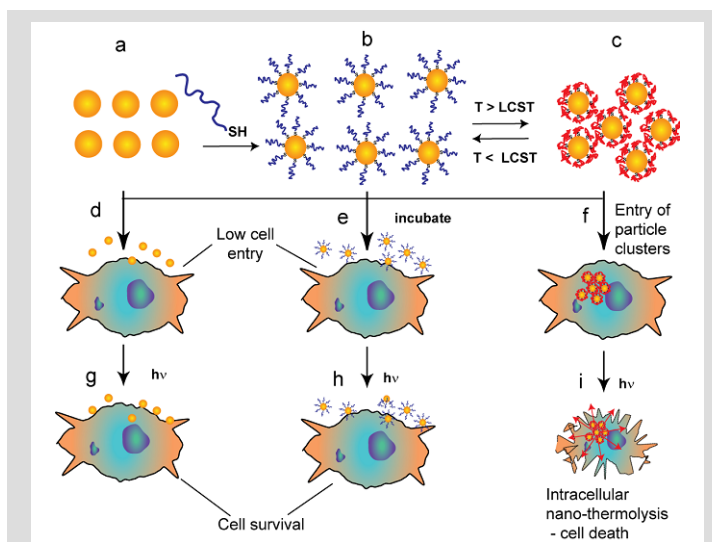 a
b
c
SH
T > LCST
T < LCST
d
e
incubate
f
Entry of
particle
clusters
Low cell
entry
g
hν
h
hν
i
hν
Cell survival
Intracellular
nano-thermolysis
- cell death